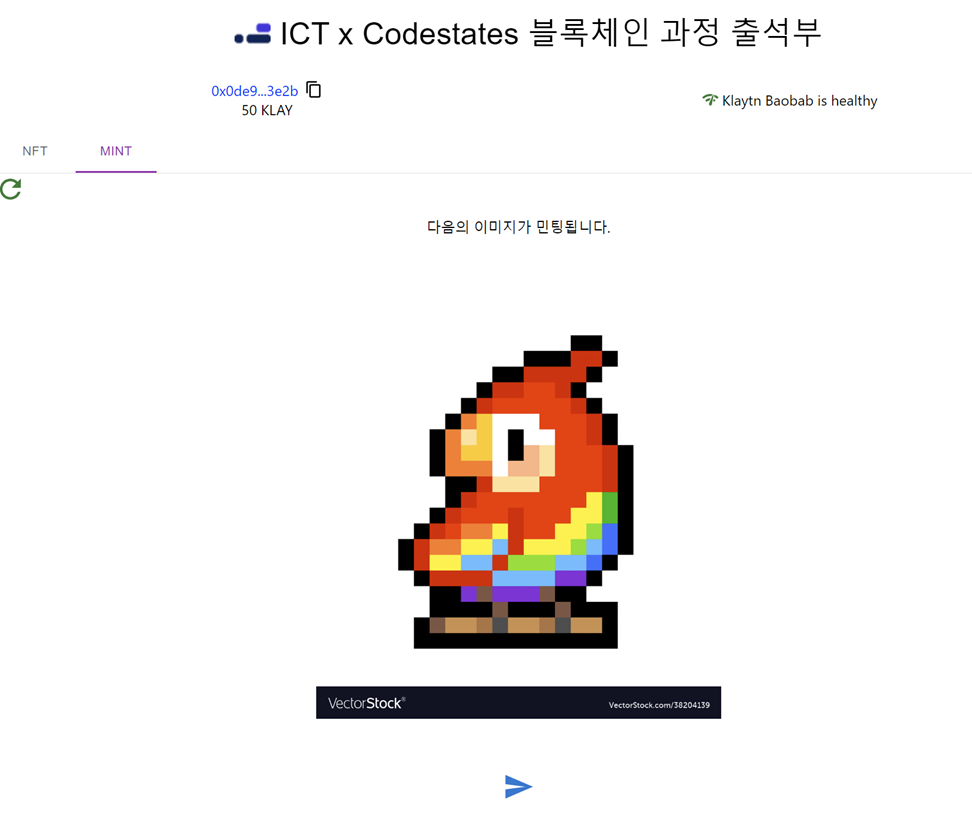 ICT x Codestates 블록체인 과정 출석부
0x0de9...3e2b
50 KLAY
Klaytn Baobab is healthy
NFT
MINT
다음의 이미지가 민팅됩니다.
VectorStock®
VectorStock.com/38204139